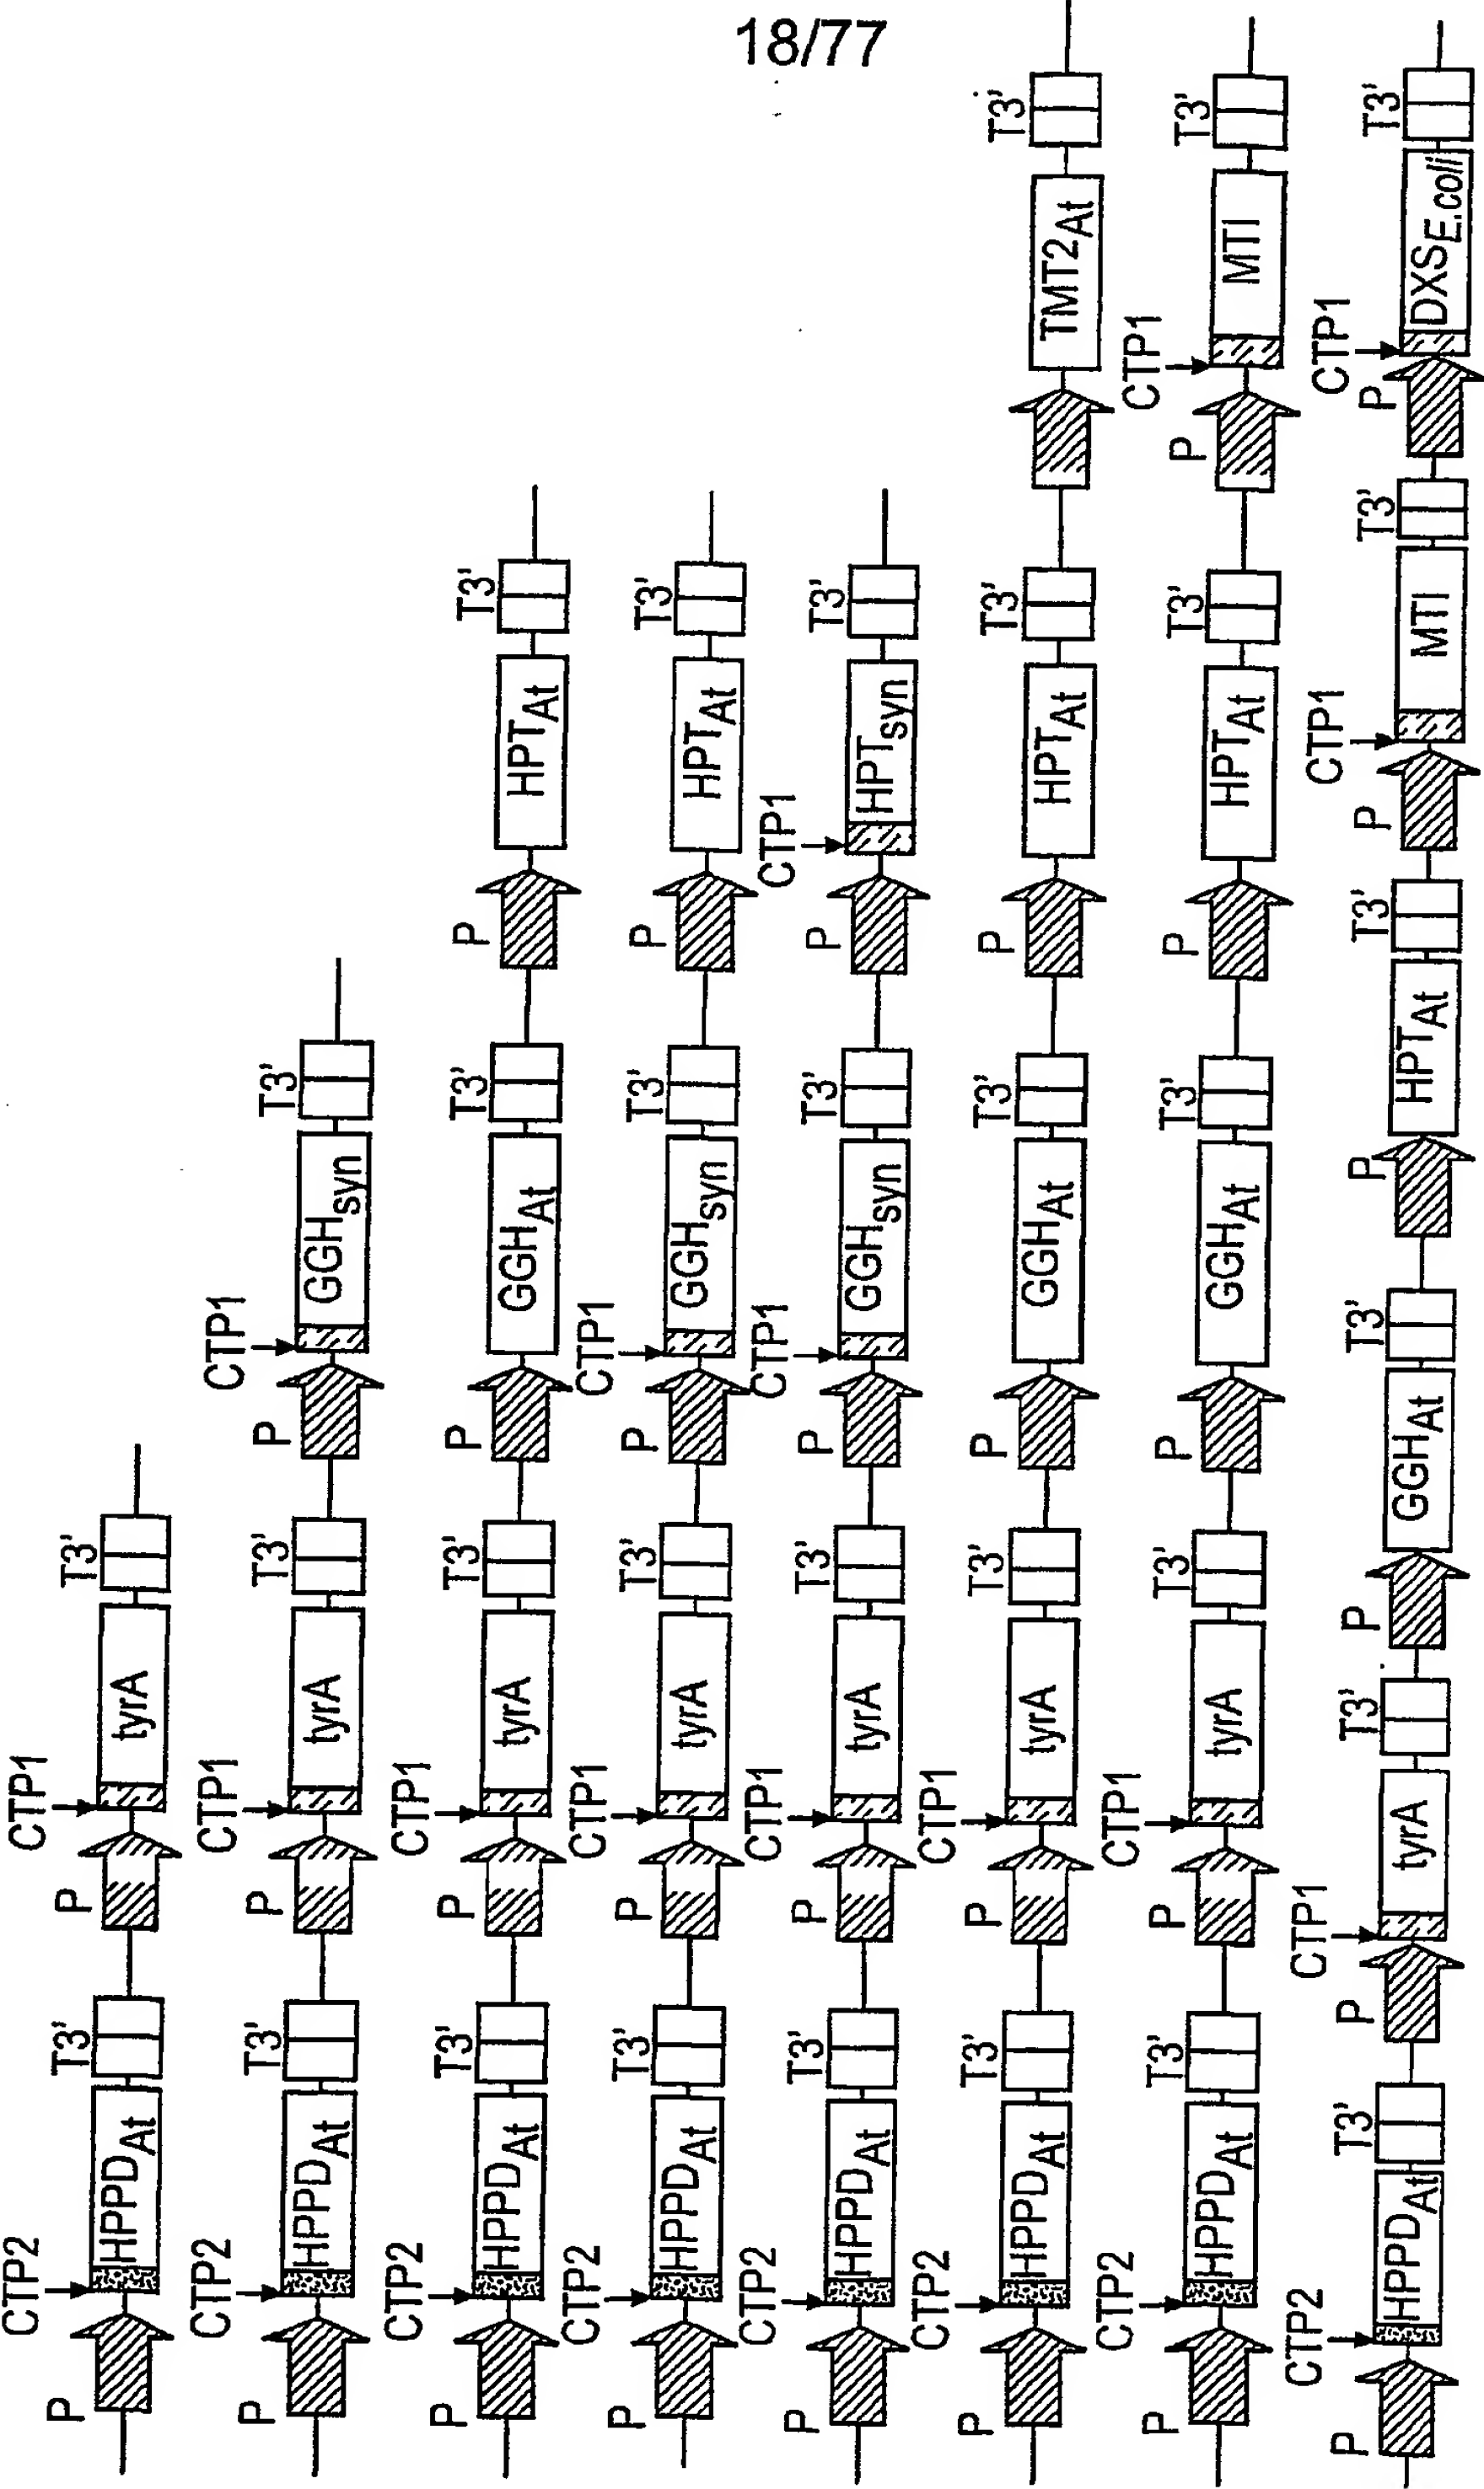 18/77
CTP2 CTP1
P T3' P T3'
HPPDAt tyrA
CTP2 CTP1 CTP1
P T3' P T3' P T3'
HPPDAt tyrA GGHsyn
CTP2 CTP1
P T3' P T3' P T3' P T3'
HPPDAt tyrA GGHAt HPTAt
CTP2 CTP1 CTP1
P T3' P T3' P T3' P T3'
HPPDAt tyrA GGHsyn HPTAt
CTP2 CTP1 CTP1 CTP1
P T3' P T3' P T3' P T3'
HPPDAt tyrA GGHsyn HPTsyn
CTP2 CTP1
P T3' P T3' P T3' P T3' T3'
HPPDAt tyrA GGHAt HPTAt TMT2At
CTP2 CTP1 CTP1
P T3' P T3' P T3' P T3' P T3'
HPPDAt tyrA GGHAt HPTAt MTI
CTP2 CTP1 CTP1 CTP1
P T3' P T3' P T3' P T3' P T3' P T3'
HPPDAt tyrA GGHAt HPTAt MTI DXSE.coli